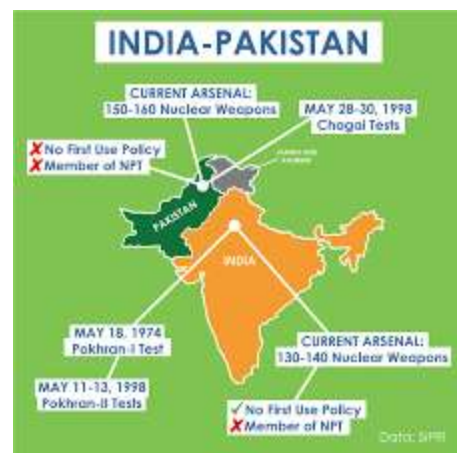 INDIA-PAKISTAN
CURRENT ARSENAL:
150-160 Nuclear Weapons
MAY 28-30, 1998
Chagai Tests
✗ No First Use Policy
✗ Member of NPT
PAKISTAN
INDIA
MAY 18, 1974
Pokhran-I Test
MAY 11-13, 1998
Pokhran-II Tests
CURRENT ARSENAL:
130-140 Nuclear Weapons
✓ No First Use Policy
✗ Member of NPT
Data: SIPRI